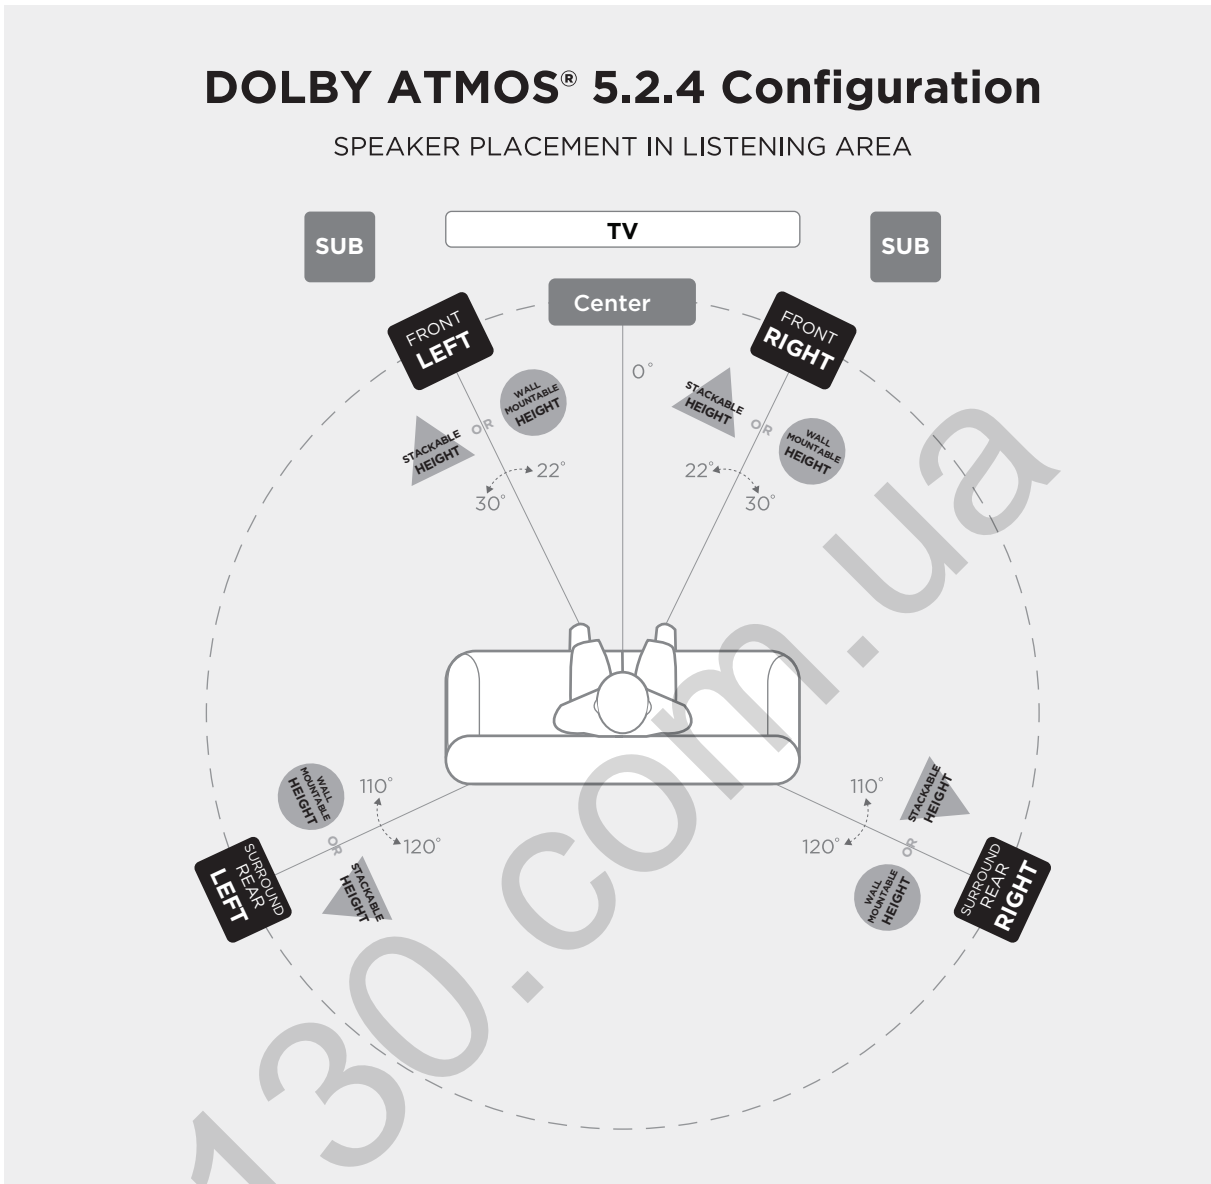 DOLBY ATMOS® 5.2.4 Configuration
SPEAKER PLACEMENT IN LISTENING AREA
SUB
TV
SUB
Center
FRONT
LEFT
FRONT
RIGHT
0°
WALL
MOUNTABLE
HEIGHT
OR
STACKABLE
HEIGHT
STACKABLE
HEIGHT
OR
WALL
MOUNTABLE
HEIGHT
22°
30°
22°
30°
WALL
MOUNTABLE
HEIGHT
OR
STACKABLE
HEIGHT
110°
120°
110°
120°
STACKABLE
HEIGHT
OR
WALL
MOUNTABLE
HEIGHT
SURROUND
REAR
LEFT
SURROUND
REAR
RIGHT
130.com.ua